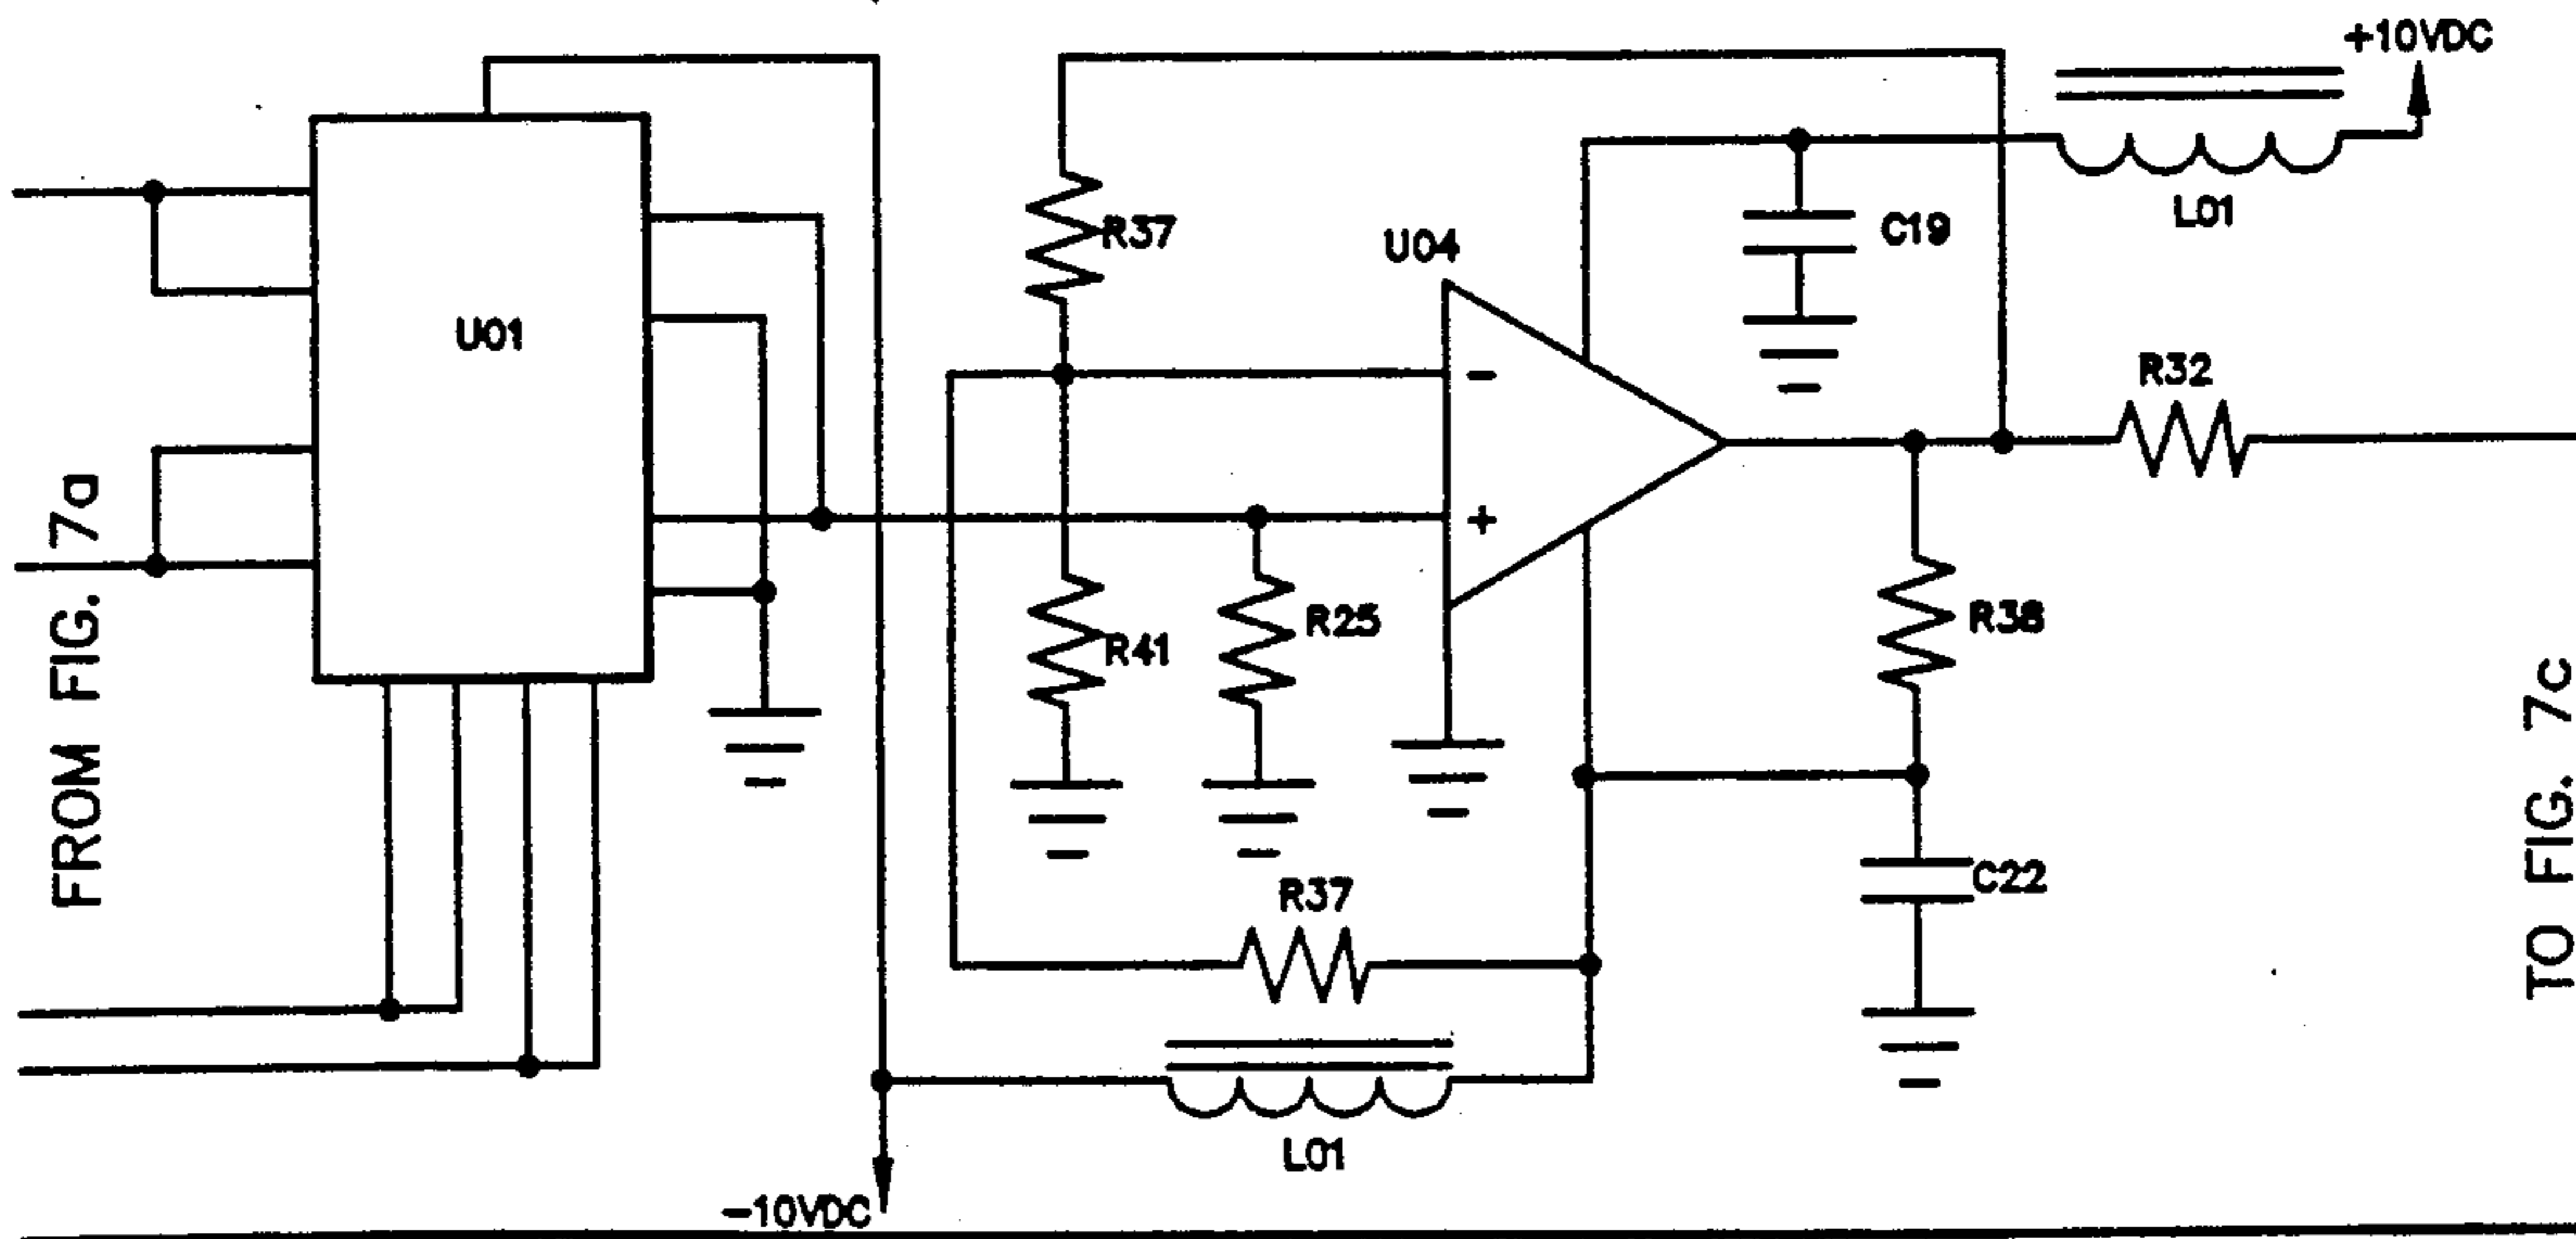 +10VDC
L01
R37
U04
C19
U01
R32
-
+
R41
R25
R38
FROM FIG. 7a
TO FIG. 7c
R37
C22
L01
-10VDC